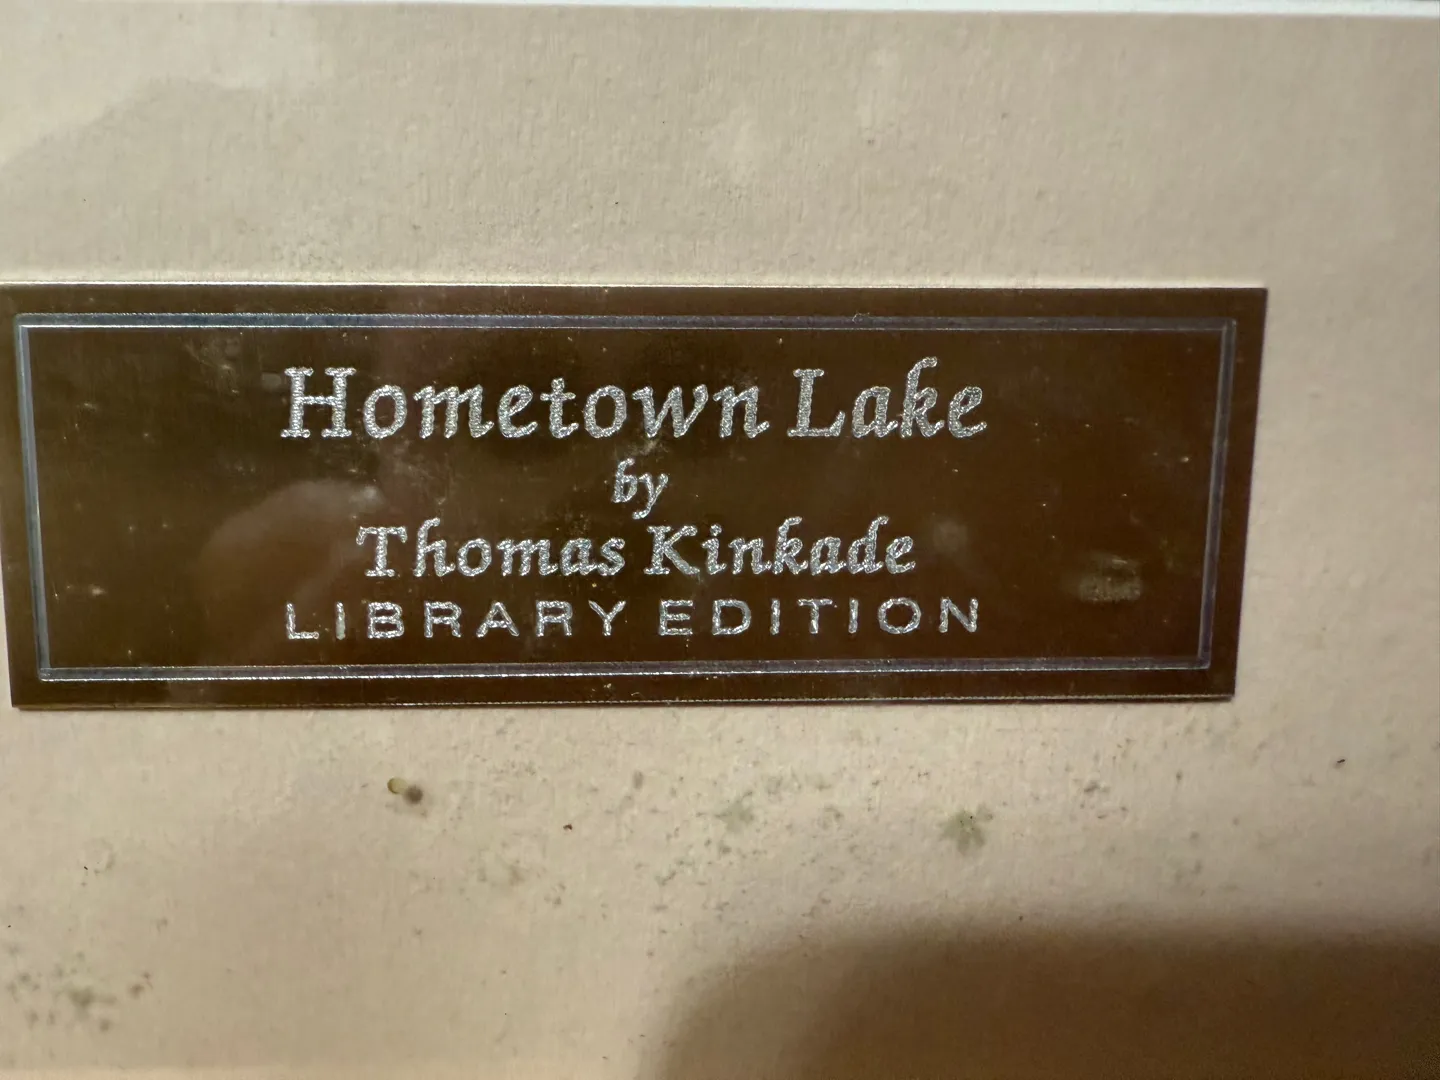 Hometown Lake
by
Thomas Kinkade
LIBRARY EDITION